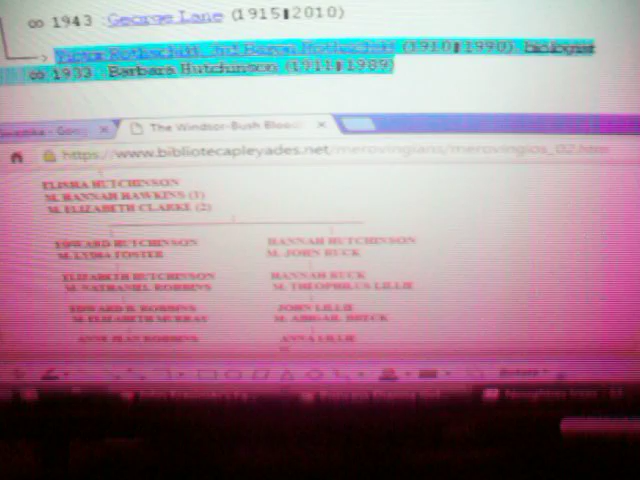 ∞ 1943 George Lane (1915▮2010)
Victor Rothschild, 3rd Baron Rothschild (1910▮1990), biologist
∞ 1933 Barbara Hutchinson (1911▮1989)
The Windsor-Bush Blood
https://www.bibliotecapleyades.net/merovingians/merovingios_02.htm
ELISHA HUTCHINSON
M. HANNAH HAWKINS (1)
M. ELIZABETH CLARKE (2)
EDWARD HUTCHINSON
M. LYDIA FOSTER
HANNAH HUTCHINSON
M. JOHN RUCK
ELIZABETH HUTCHINSON
M. NATHANIEL ROBBINS
HANNAH RUCK
M. THEOPHILUS LILLIE
EDWARD H. ROBBINS
M. ELIZABETH MURRAY
JOHN LILLIE
M. ABIGAIL BRECK
ANNE JEAN ROBBINS
ANNA LILLIE